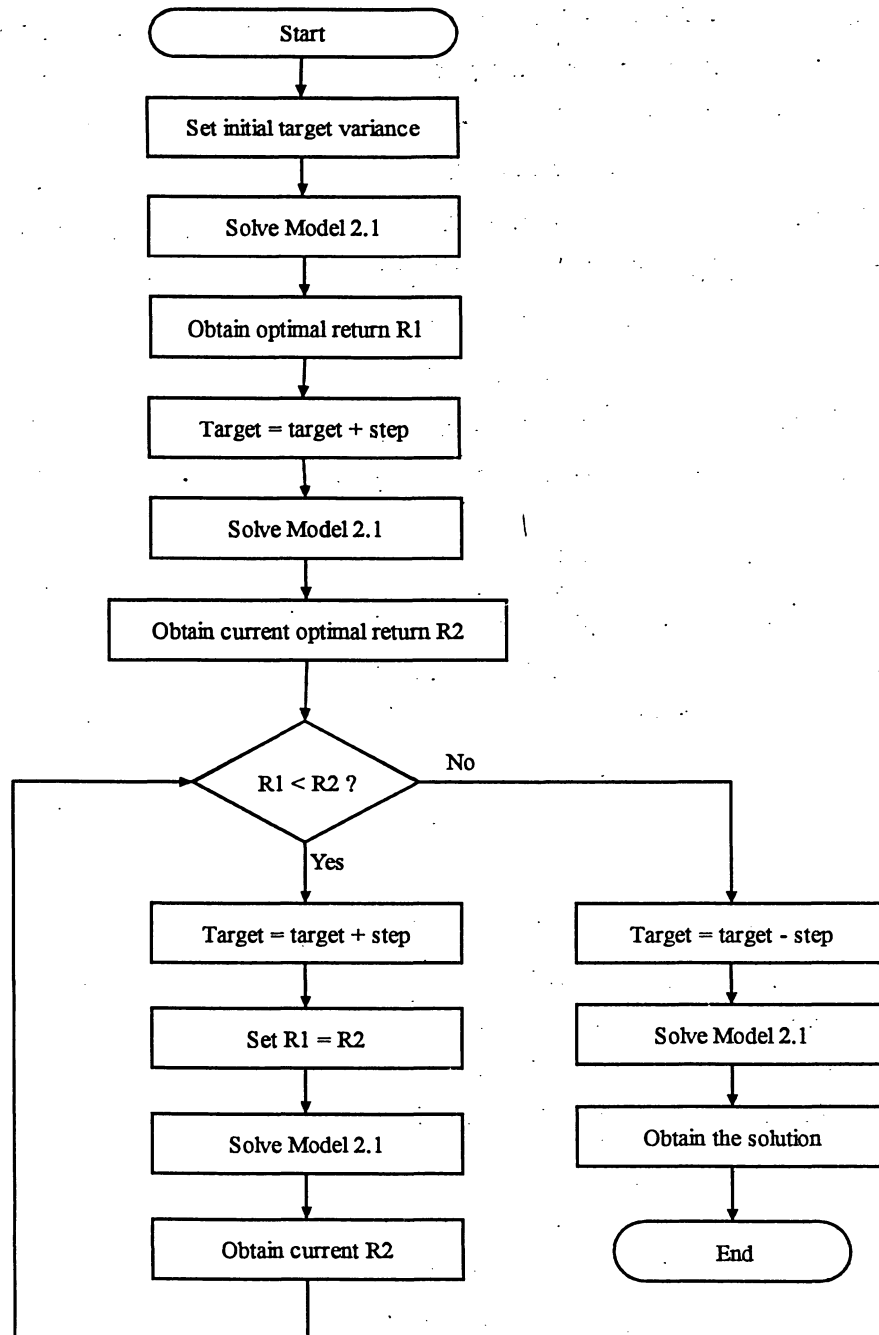 Start
Set initial target variance
Solve Model 2.1
Obtain optimal return R1
Target = target + step
Solve Model 2.1
Obtain current optimal return R2
R1 < R2 ?
No
Yes
Target = target + step
Set R1 = R2
Solve Model 2.1
Obtain current R2
Target = target - step
Solve Model 2.1
Obtain the solution
End